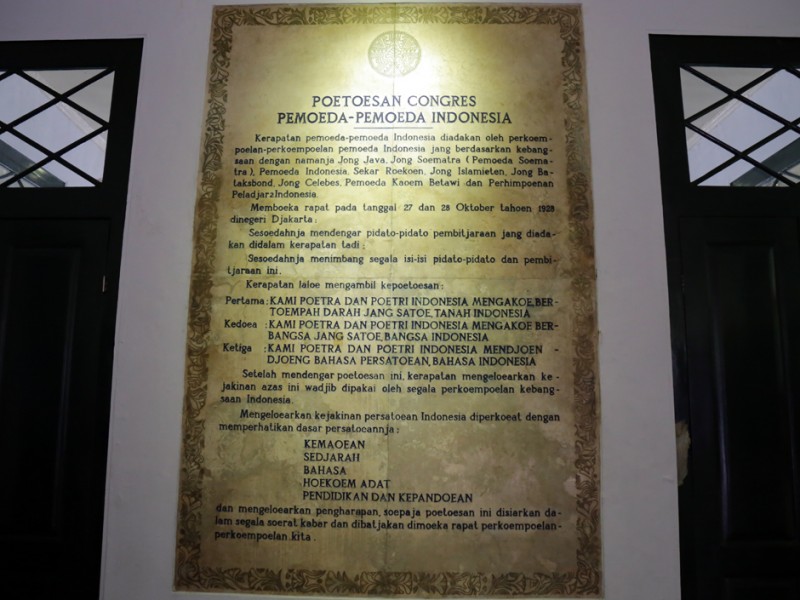 POETOESAN CONGRES
PEMOEDA-PEMOEDA INDONESIA
Kerapatan pemoeda-pemoeda Indonesia diadakan oleh perkoem-
poelan-perkoempoelan pemoeda Indonesia jang berdasarkan kebang-
saan dengan namanja Jong Java, Jong Soematra (Pemoeda Soema-
tra), Pemoeda Indonesia, Sekar Roekoen, Jong Islamieten, Jong Ba-
taksbond, Jong Celebes, Pemoeda Kaoem Betawi dan Perhimpoenan
Peladjar2Indonesia.
Memboeka rapat pada tanggal 27 dan 28 Oktober tahoen 1928
dinegeri Djakarta:
Sesoedahnja mendengar pidato-pidato pembitjaraan jang diada-
kan didalam kerapatan tadi;
Sesoedahnja menimbang segala isi-isi pidato-pidato dan pembi-
tjaraan ini.
Kerapatan laloe mengambil kepoetoesan:
Pertama: KAMI POETRA DAN POETRI INDONESIA MENGAKOE, BER-
TOEMPAH DARAH JANG SATOE, TANAH INDONESIA
Kedoea : KAMI POETRA DAN POETRI INDONESIA MENGAKOE BER-
BANGSA JANG SATOE, BANGSA INDONESIA
Ketiga : KAMI POETRA DAN POETRI INDONESIA MENDJOEN -
DJOENG BAHASA PERSATOEAN, BAHASA INDONESIA
Setelah mendengar poetoesan ini, kerapatan mengeloearkan ke-
jakinan azas ini wadjib dipakai oleh segala perkoempoelan kebang-
saan Indonesia.
Mengeloearkan kejakinan persatoean Indonesia diperkoeat dengan
memperhatikan dasar persatoeannja:
KEMAOEAN
SEDJARAH
BAHASA
HOEKOEM ADAT
PENDIDIKAN DAN KEPANDOEAN
dan mengeloearkan pengharapan, soepaja poetoesan ini disiarkan da-
lam segala soerat kabar dan dibatjakan dimoeka rapat perkoempoelan-
perkoempoelan kita.